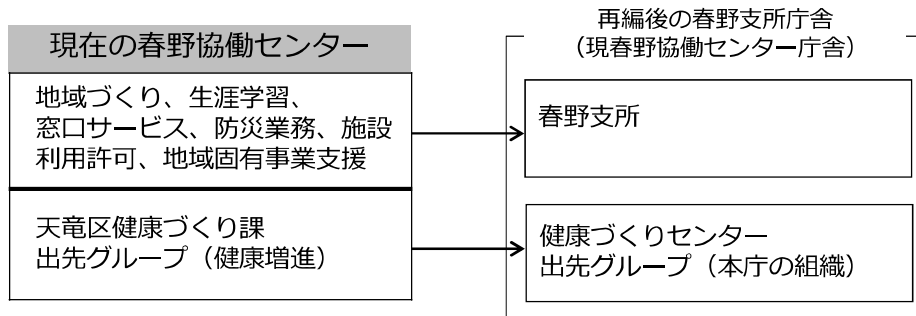 現在の春野協働センター
地域づくり、生涯学習、
窓口サービス、防災業務、施設
利用許可、地域固有事業支援
天竜区健康づくり課
出先グループ（健康増進）
再編後の春野支所庁舎
（現春野協働センター庁舎）
春野支所
健康づくりセンター
出先グループ（本庁の組織）